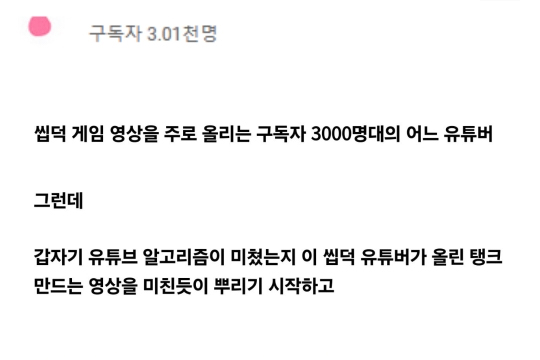 구독자 3.01천명
씹덕 게임 영상을 주로 올리는 구독자 3000명대의 어느 유튜버
그런데
갑자기 유튜브 알고리즘이 미쳤는지 이 씹덕 유튜버가 올린 탱크
만드는 영상을 미친듯이 뿌리기 시작하고